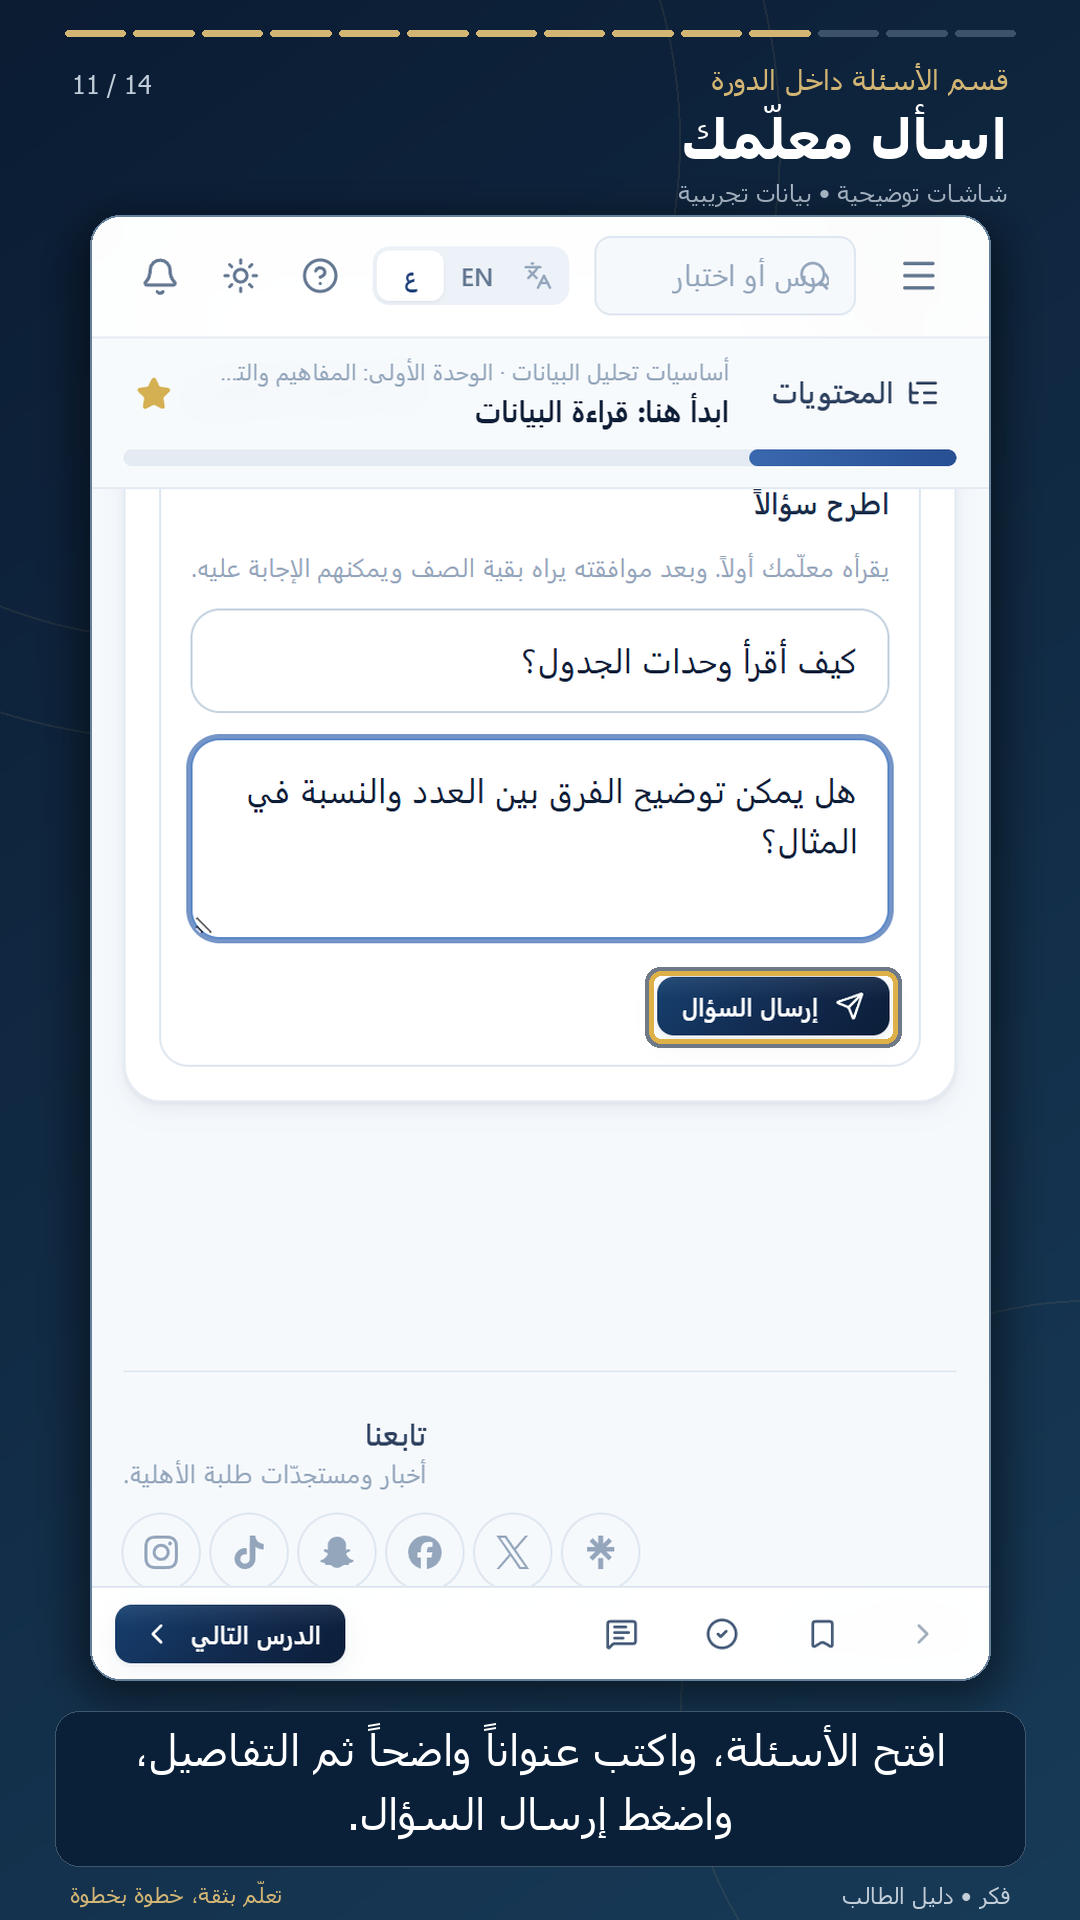 11 / 14
قسم الأسئلة داخل الدورة
اسأل معلّمك
شاشات توضيحية • بيانات تجريبية
درس أو اختبار
EN
ع
المحتويات
أساسيات تحليل البيانات · الوحدة الأولى: المفاهيم والتـ...
ابدأ هنا: قراءة البيانات
اطرح سؤالاً
يقرأه معلّمك أولاً. وبعد موافقته يراه بقية الصف ويمكنهم الإجابة عليه.
كيف أقرأ وحدات الجدول؟
هل يمكن توضيح الفرق بين العدد والنسبة في
المثال؟
إرسال السؤال
تابعنا
أخبار ومستجدّات طلبة الأهلية.
الدرس التالي
افتح الأسئلة، واكتب عنواناً واضحاً ثم التفاصيل،
واضغط إرسال السؤال.
فكر • دليل الطالب
تعلّم بثقة، خطوة بخطوة